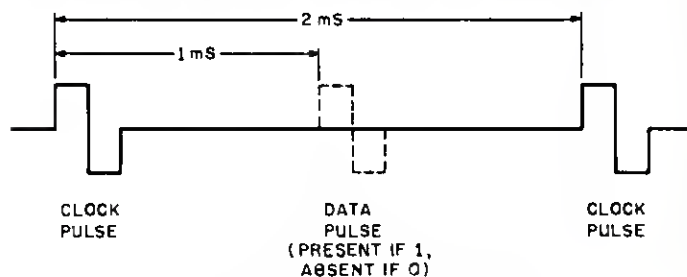 2 mS
1 mS
CLOCK
PULSE
DATA
PULSE
(PRESENT IF 1,
ABSENT IF 0)
CLOCK
PULSE